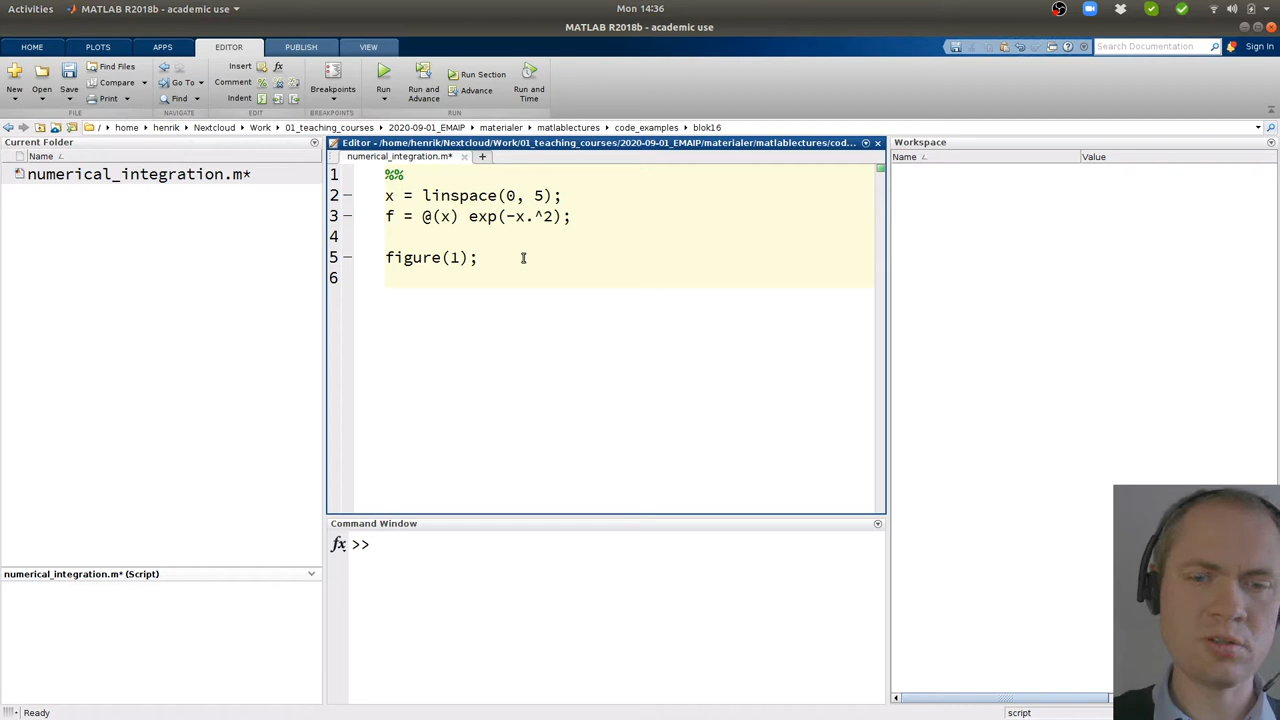 Activities MATLAB R2018b - academic use Mon 14:36
MATLAB R2018b - academic use
HOME PLOTS APPS EDITOR PUBLISH VIEW Search Documentation Sign In
New Open Save Find Files Compare Print Go To Find Insert fx Comment Indent Breakpoints Run Run and Advance Run Section Advance Run and Time
FILE NAVIGATE EDIT BREAKPOINTS RUN
/ home henrik Nextcloud Work 01_teaching_courses 2020-09-01_EMAIP materialer matlablectures code_examples blok16
Current Folder
Name
numerical_integration.m*
numerical_integration.m* (Script)
Editor - /home/henrik/Nextcloud/Work/01_teaching_courses/2020-09-01_EMAIP/materialer/matlablectures/cod...
numerical_integration.m*
1 %%
2 x = linspace(0, 5);
3 f = @(x) exp(-x.^2);
4
5 figure(1);
6
Command Window
fx >>
Workspace
Name Value
Ready script